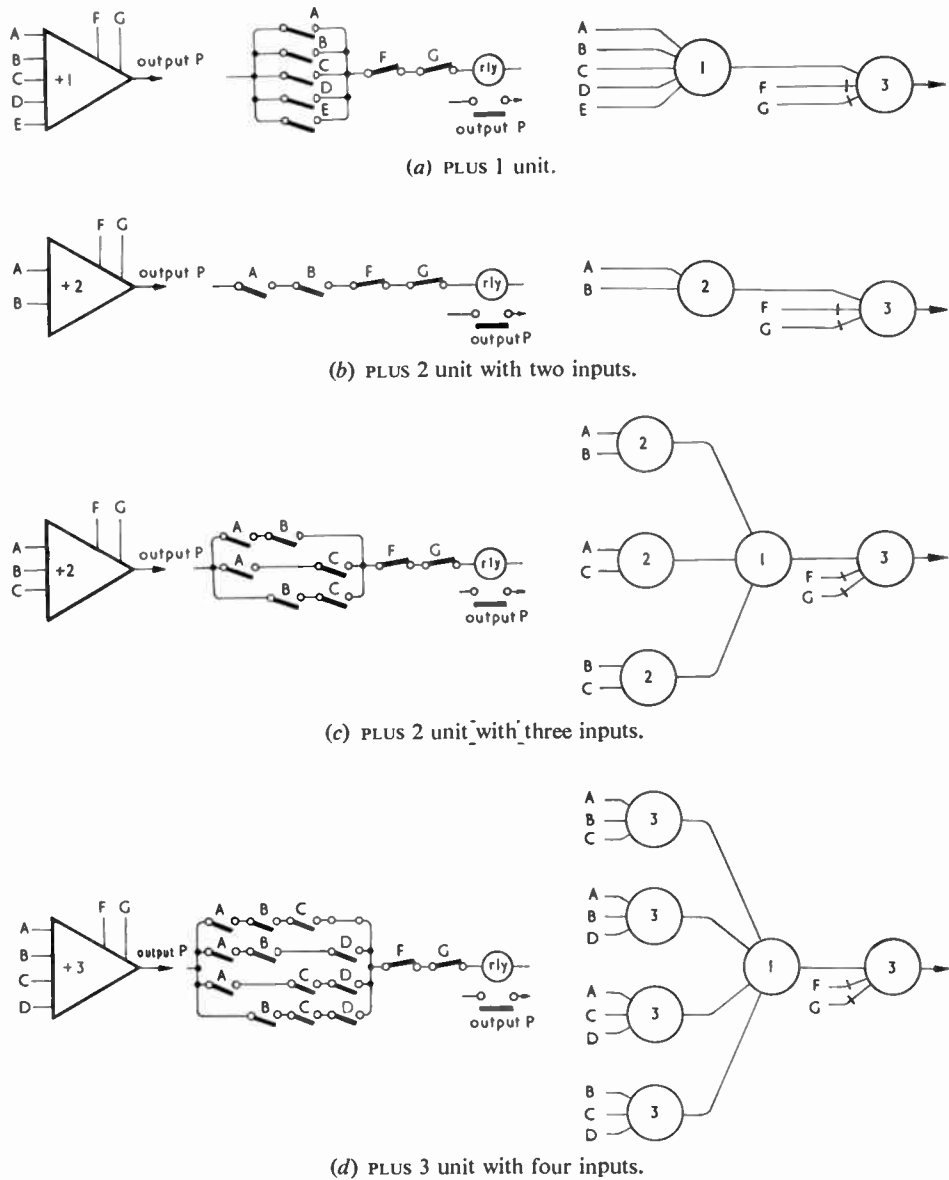 A
B
C
D
E
F G
+1
output P
A
B
C
D
E
F G
rly
output P
A
B
C
D
E
1
F
G
3
(a) PLUS 1 unit.
A
B
F G
+2
output P
A B F G
rly
output P
A
B
2
F
G
3
(b) PLUS 2 unit with two inputs.
A
B
C
F G
+2
output P
A B
A C
B C
F G
rly
output P
A
B
2
A
C
2
B
C
2
1
F
G
3
(c) PLUS 2 unit with three inputs.
A
B
C
D
F G
+3
output P
A B C
A B D
A C D
B C D
F G
rly
output P
A
B
C
3
A
B
D
3
A
C
D
3
B
C
D
3
1
F
G
3
(d) PLUS 3 unit with four inputs.